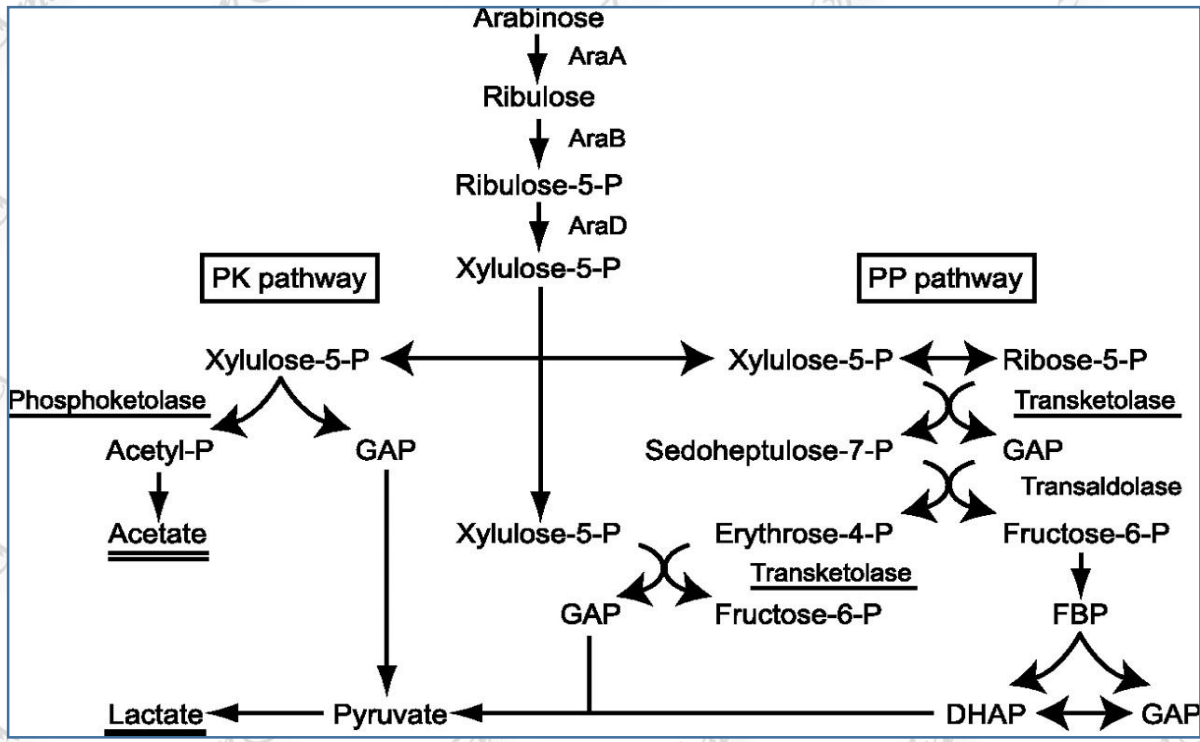 Arabinose
AraA
Ribulose
AraB
Ribulose-5-P
AraD
Xylulose-5-P
PK pathway
PP pathway
Xylulose-5-P
Xylulose-5-P
Ribose-5-P
Phosphoketolase
Transketolase
Acetyl-P
GAP
Sedoheptulose-7-P
GAP
Transaldolase
Acetate
Xylulose-5-P
Erythrose-4-P
Fructose-6-P
Transketolase
GAP
Fructose-6-P
FBP
Lactate
Pyruvate
DHAP
GAP